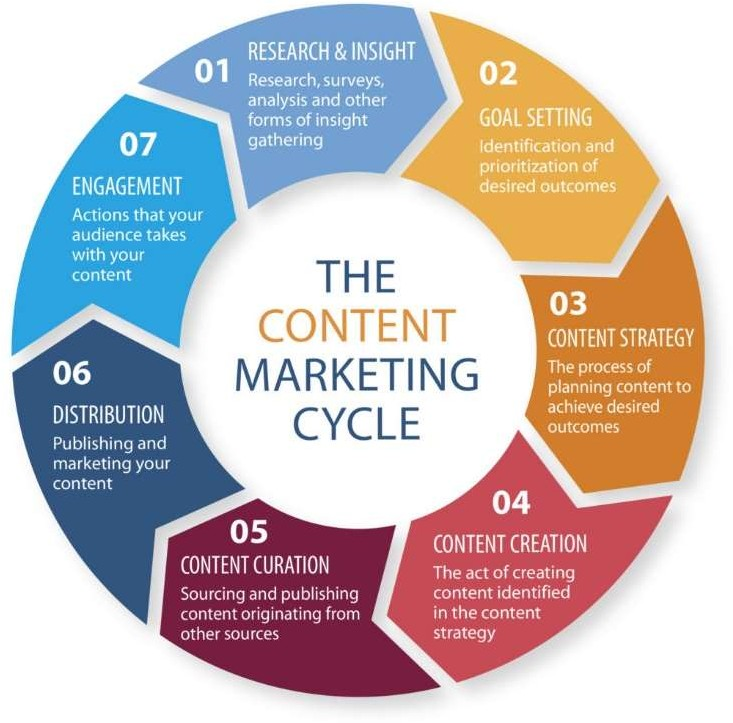 THE
CONTENT
MARKETING
CYCLE
01
RESEARCH & INSIGHT
Research, surveys,
analysis and other
forms of insight
gathering
02
GOAL SETTING
Identification and
prioritization of
desired outcomes
03
CONTENT STRATEGY
The process of
planning content to
achieve desired
outcomes
04
CONTENT CREATION
The act of creating
content identified
in the content
strategy
05
CONTENT CURATION
Sourcing and publishing
content originating from
other sources
06
DISTRIBUTION
Publishing and
marketing your
content
07
ENGAGEMENT
Actions that your
audience takes
with your
content